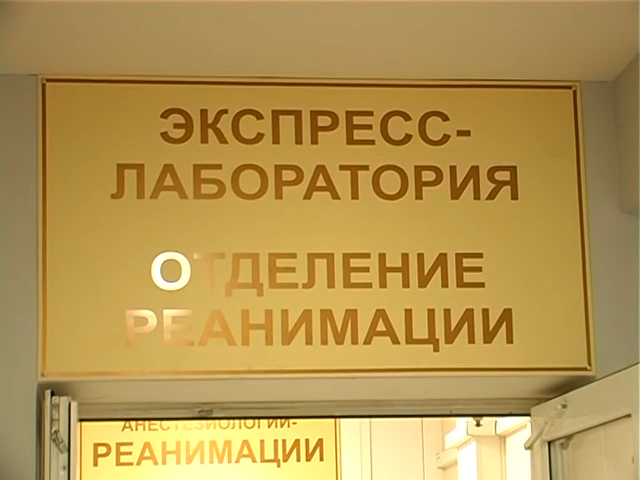 ЭКСПРЕСС-
ЛАБОРАТОРИЯ
ОТДЕЛЕНИЕ
РЕАНИМАЦИИ
АНЕСТЕЗИОЛОГИИ-
РЕАНИМАЦИИ